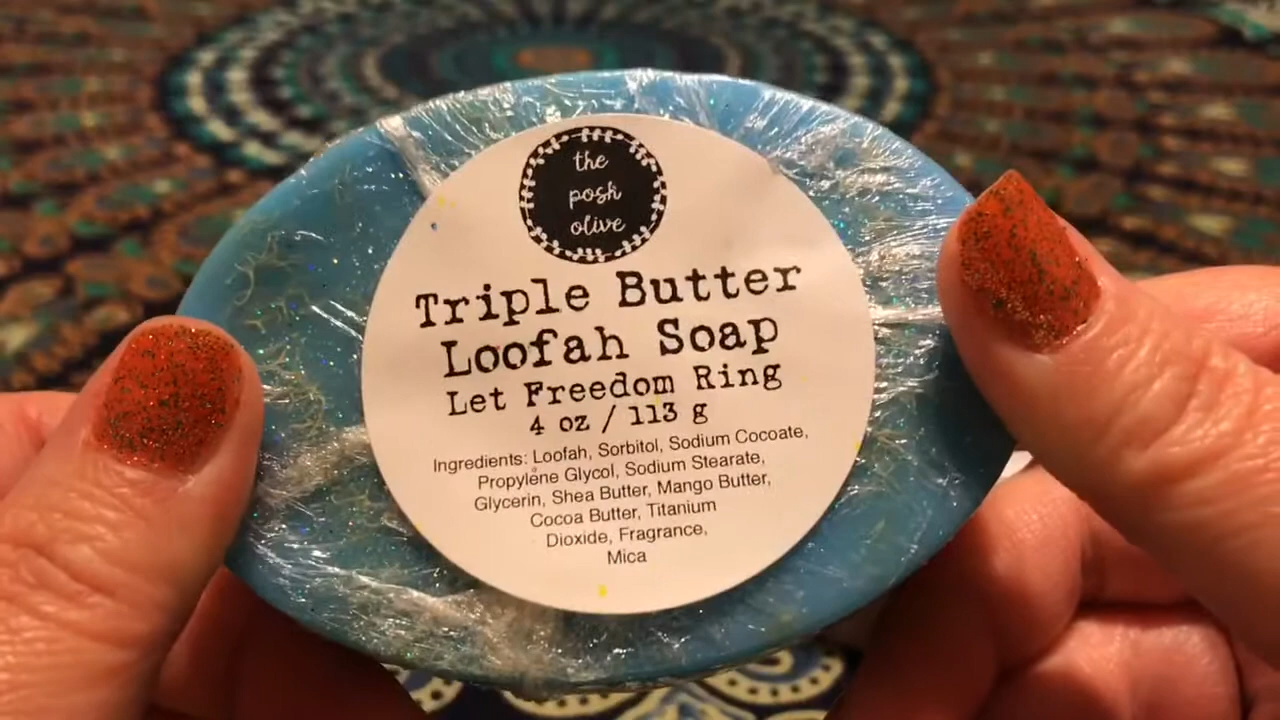 the
posh
olive
Triple Butter
Loofah Soap
Let Freedom Ring
4 oz / 113 g
Ingredients: Loofah, Sorbitol, Sodium Cocoate,
Propylene Glycol, Sodium Stearate,
Glycerin, Shea Butter, Mango Butter,
Cocoa Butter, Titanium
Dioxide, Fragrance,
Mica